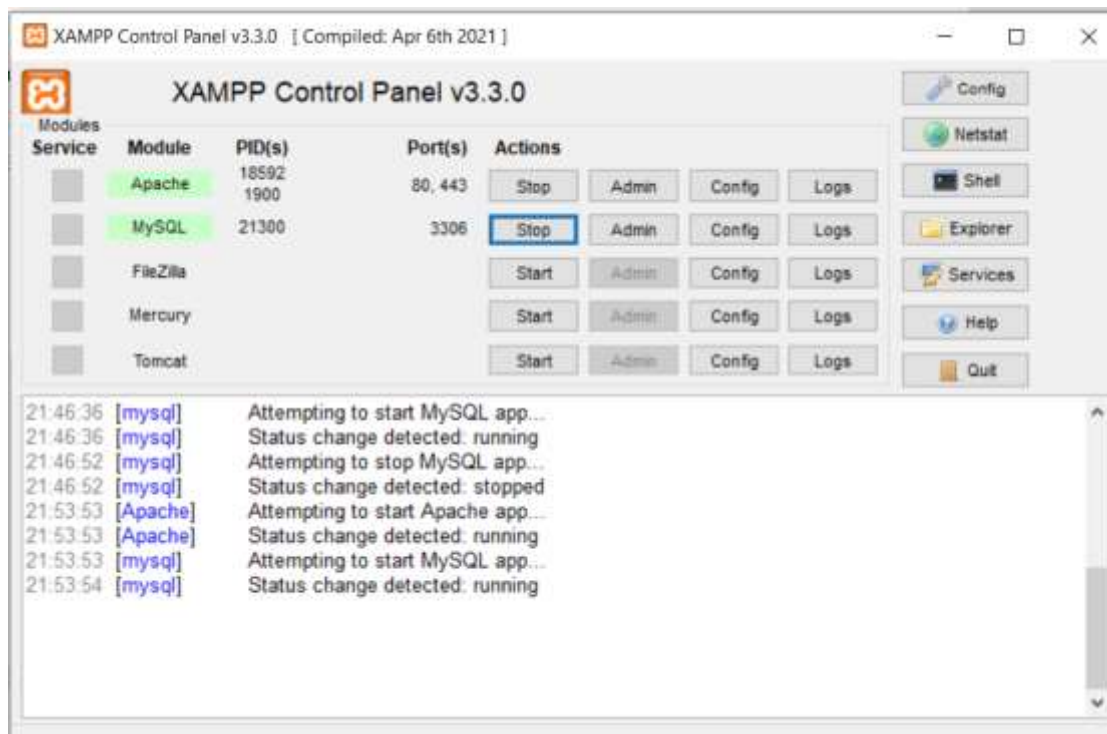 XAMPP Control Panel v3.3.0 [ Compiled: Apr 6th 2021 ]
XAMPP Control Panel v3.3.0
Config
Modules
Netstat
Service Module PID(s) Port(s) Actions
Apache 18592 1900 80, 443 Stop Admin Config Logs
Shell
MySQL 21300 3306 Stop Admin Config Logs
Explorer
FileZilla Start Admin Config Logs
Services
Mercury Start Admin Config Logs
Help
Tomcat Start Admin Config Logs
Quit
21:46:36 [mysql] Attempting to start MySQL app...
21:46:36 [mysql] Status change detected: running
21:46:52 [mysql] Attempting to stop MySQL app...
21:46:52 [mysql] Status change detected: stopped
21:53:53 [Apache] Attempting to start Apache app...
21:53:53 [Apache] Status change detected: running
21:53:53 [mysql] Attempting to start MySQL app...
21:53:54 [mysql] Status change detected: running